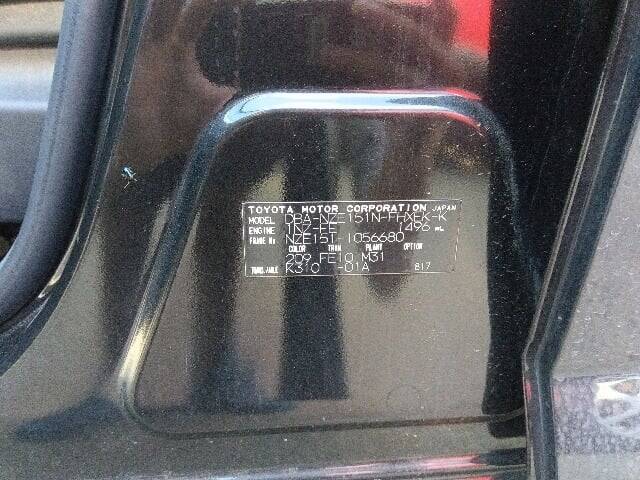 TOYOTA MOTOR CORPORATION JAPAN
MODEL DBA-NZE151N-FHXEK-K
ENGINE 1NZ-FE 1496 mL
FRAME No NZE151-1056680
COLOR TRIM PLANT OPTION
209 FE10 M31
TRANS./AXLE K310 -01A 817